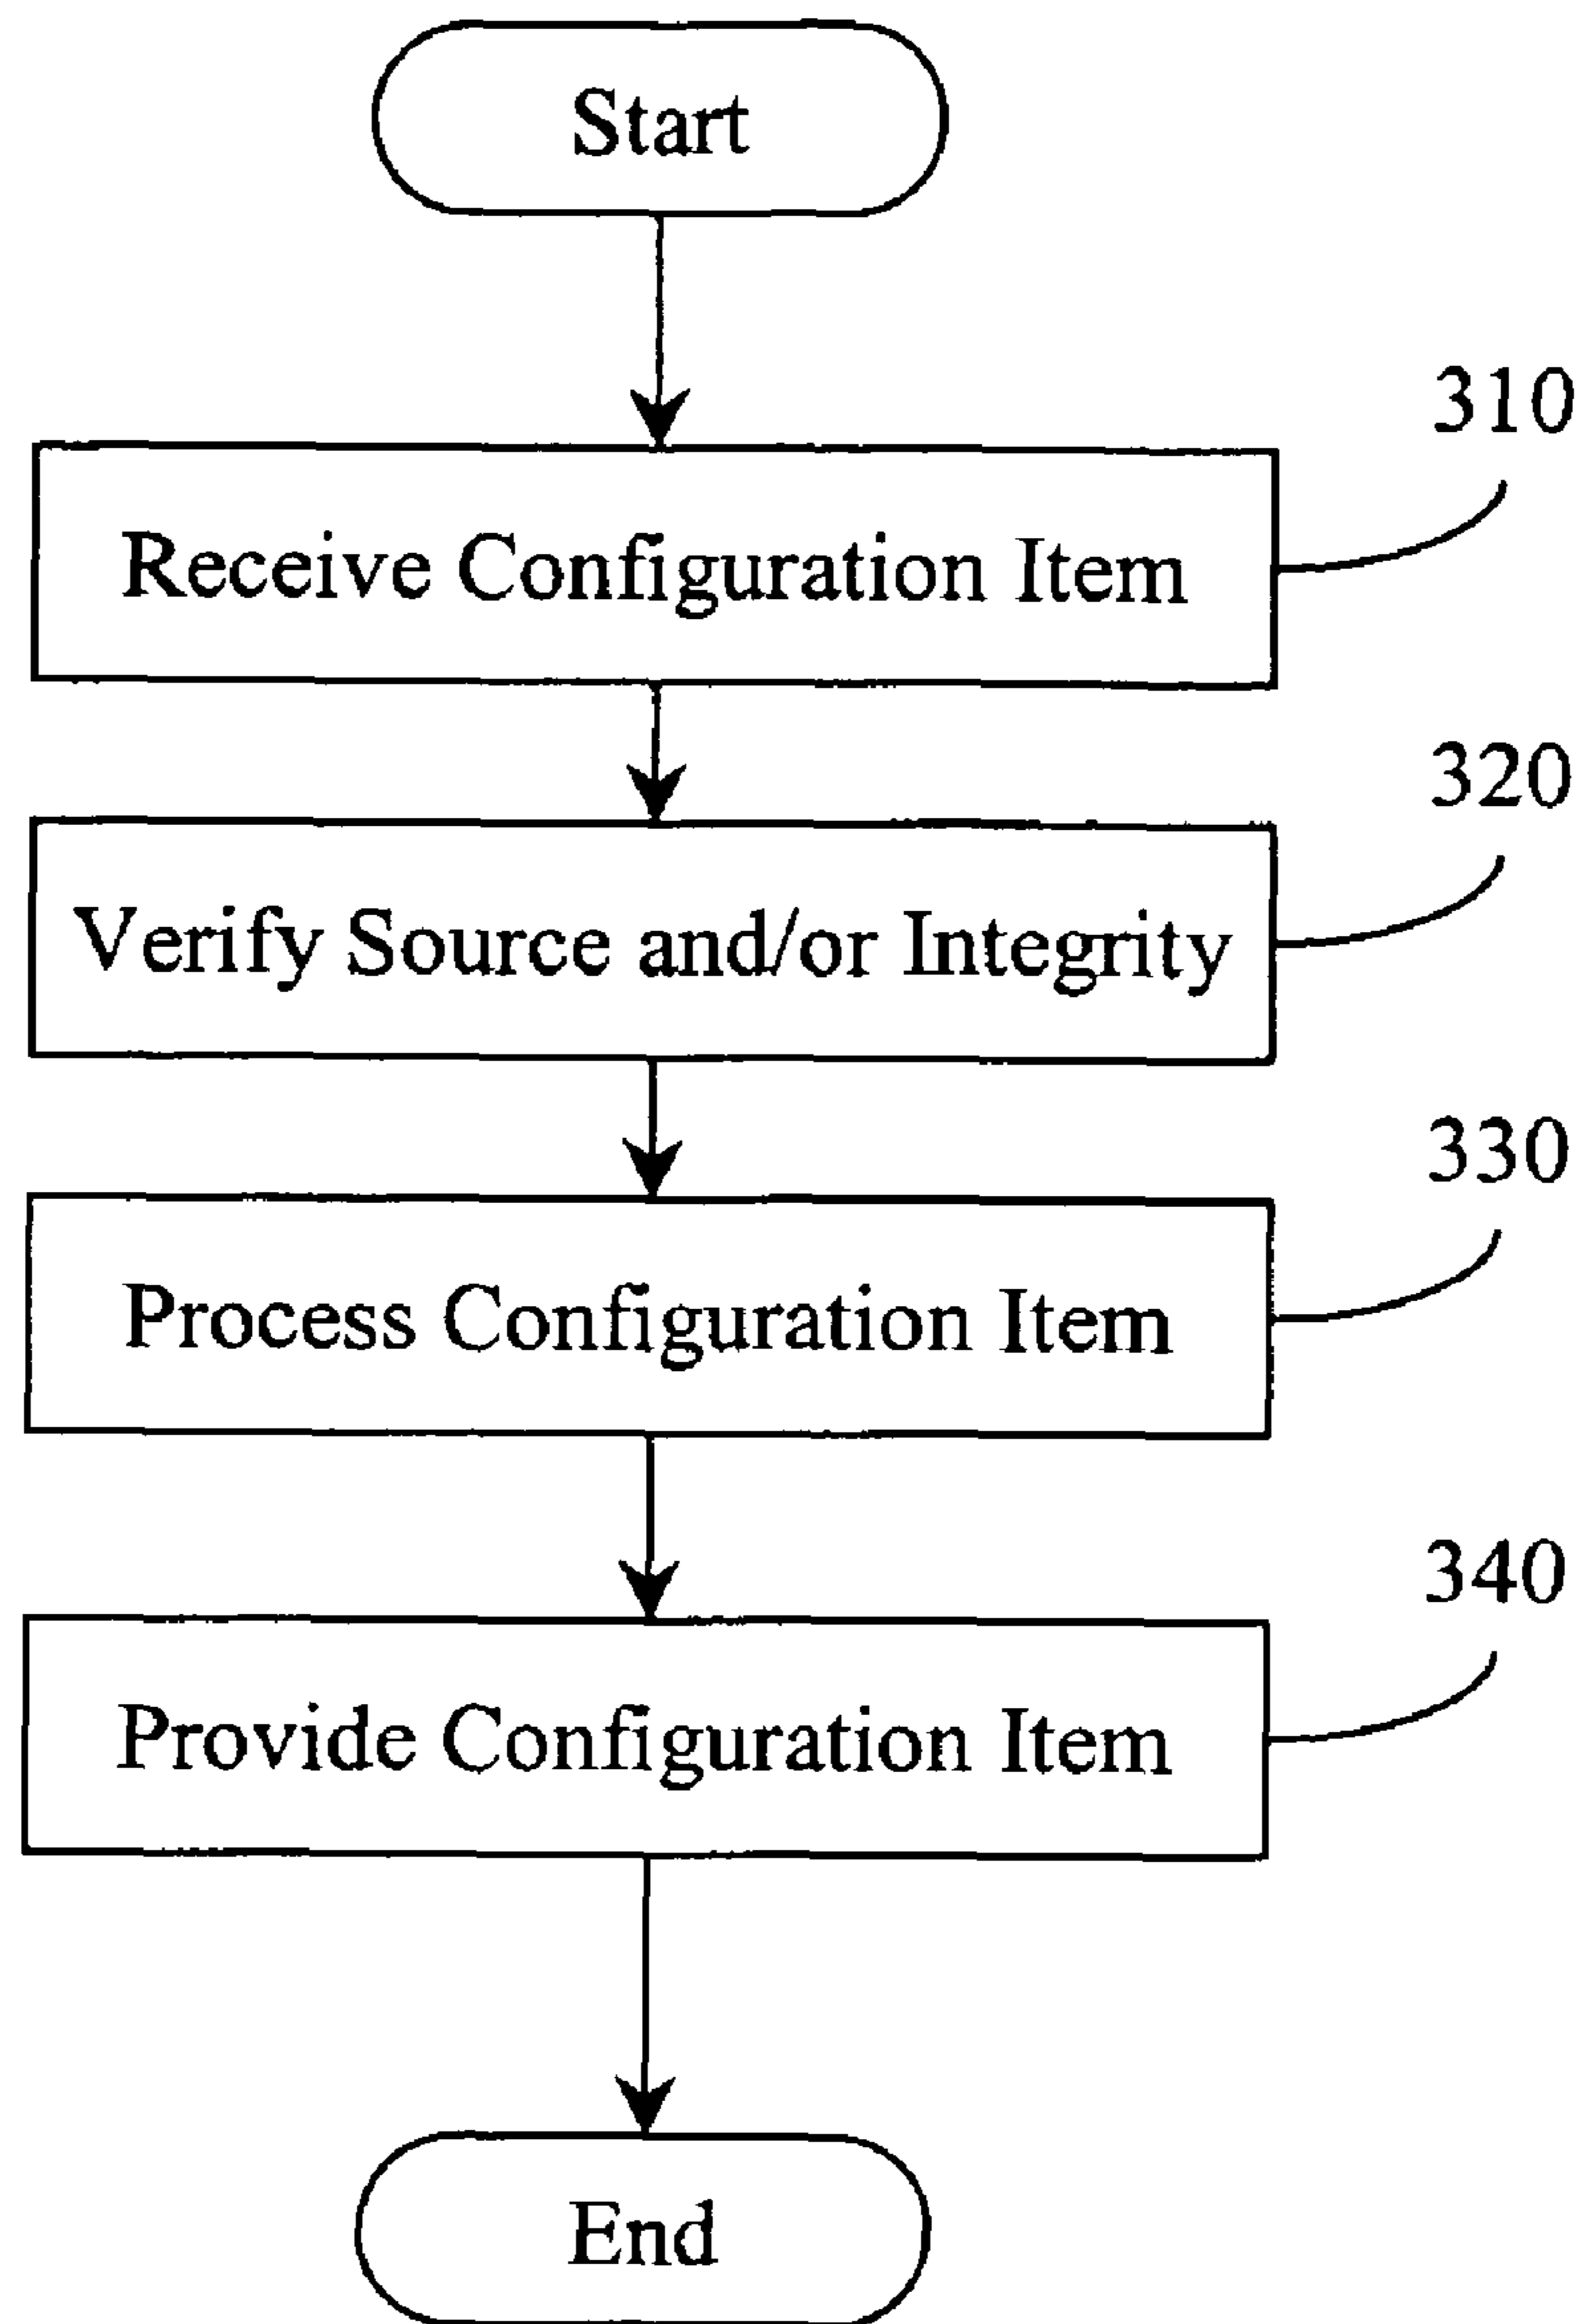 Start
310
Receive Configuration Item
320
Verify Source and/or Integrity
330
Process Configuration Item
340
Provide Configuration Item
End